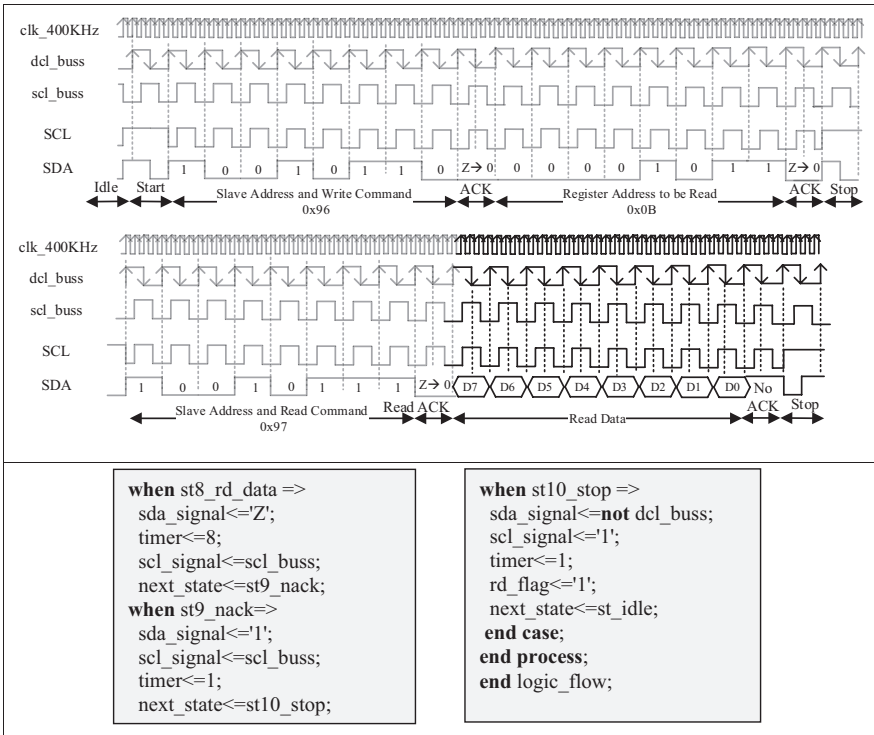 clk_400KHz
dcl_buss
scl_buss
SCL
SDA 1 0 0 1 0 1 1 0 Z→0 0 0 0 0 1 0 1 1 Z→0
Idle Start Slave Address and Write Command ACK Register Address to be Read ACK Stop
0x96 0x0B
clk_400KHz
dcl_buss
scl_buss
SCL
SDA 1 0 0 1 0 1 1 1 Z→0 D7 D6 D5 D4 D3 D2 D1 D0 No
Slave Address and Read Command Read ACK Read Data ACK Stop
0x97
when st8_rd_data =>
sda_signal<='Z';
timer<=8;
scl_signal<=scl_buss;
next_state<=st9_nack;
when st9_nack=>
sda_signal<='1';
scl_signal<=scl_buss;
timer<=1;
next_state<=st10_stop;
when st10_stop =>
sda_signal<=not dcl_buss;
scl_signal<='1';
timer<=1;
rd_flag<='1';
next_state<=st_idle;
end case;
end process;
end logic_flow;